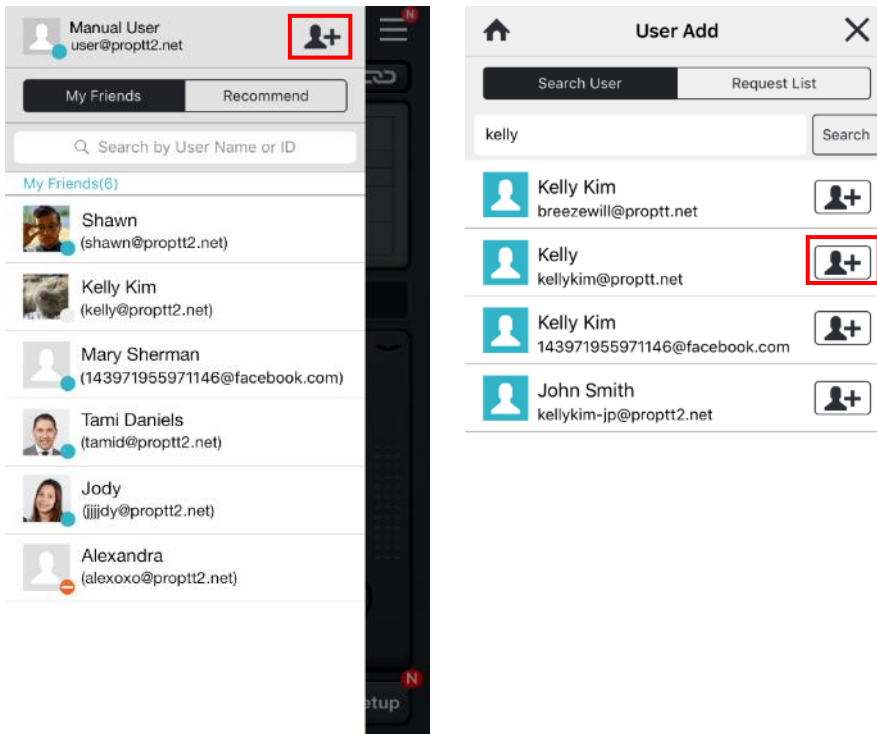 Manual User
user@proptt2.net
N
My Friends
Recommend
Search by User Name or ID
My Friends(6)
Shawn
(shawn@proptt2.net)
Kelly Kim
(kelly@proptt2.net)
Mary Sherman
(143971955971146@facebook.com)
Tami Daniels
(tamid@proptt2.net)
Jody
(jjjjdy@proptt2.net)
Alexandra
(alexoxo@proptt2.net)
N
etup
User Add
Search User
Request List
kelly
Search
Kelly Kim
breezewill@proptt.net
Kelly
kellykim@proptt.net
Kelly Kim
143971955971146@facebook.com
John Smith
kellykim-jp@proptt2.net